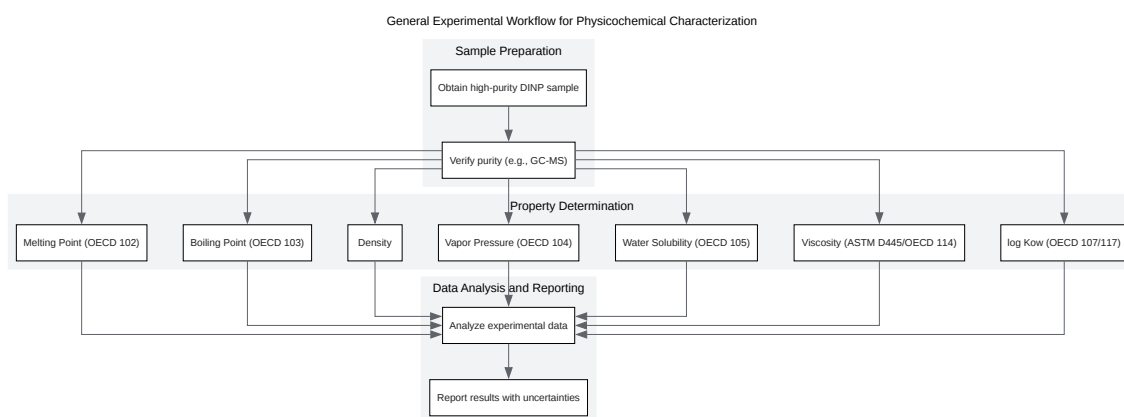 General Experimental Workflow for Physicochemical Characterization
Sample Preparation
Obtain high-purity DINP sample
Verify purity (e.g., GC-MS)
Property Determination
Melting Point (OECD 102)
Boiling Point (OECD 103)
Density
Vapor Pressure (OECD 104)
Water Solubility (OECD 105)
Viscosity (ASTM D445/OECD 114)
log Kow (OECD 107/117)
Data Analysis and Reporting
Analyze experimental data
Report results with uncertainties